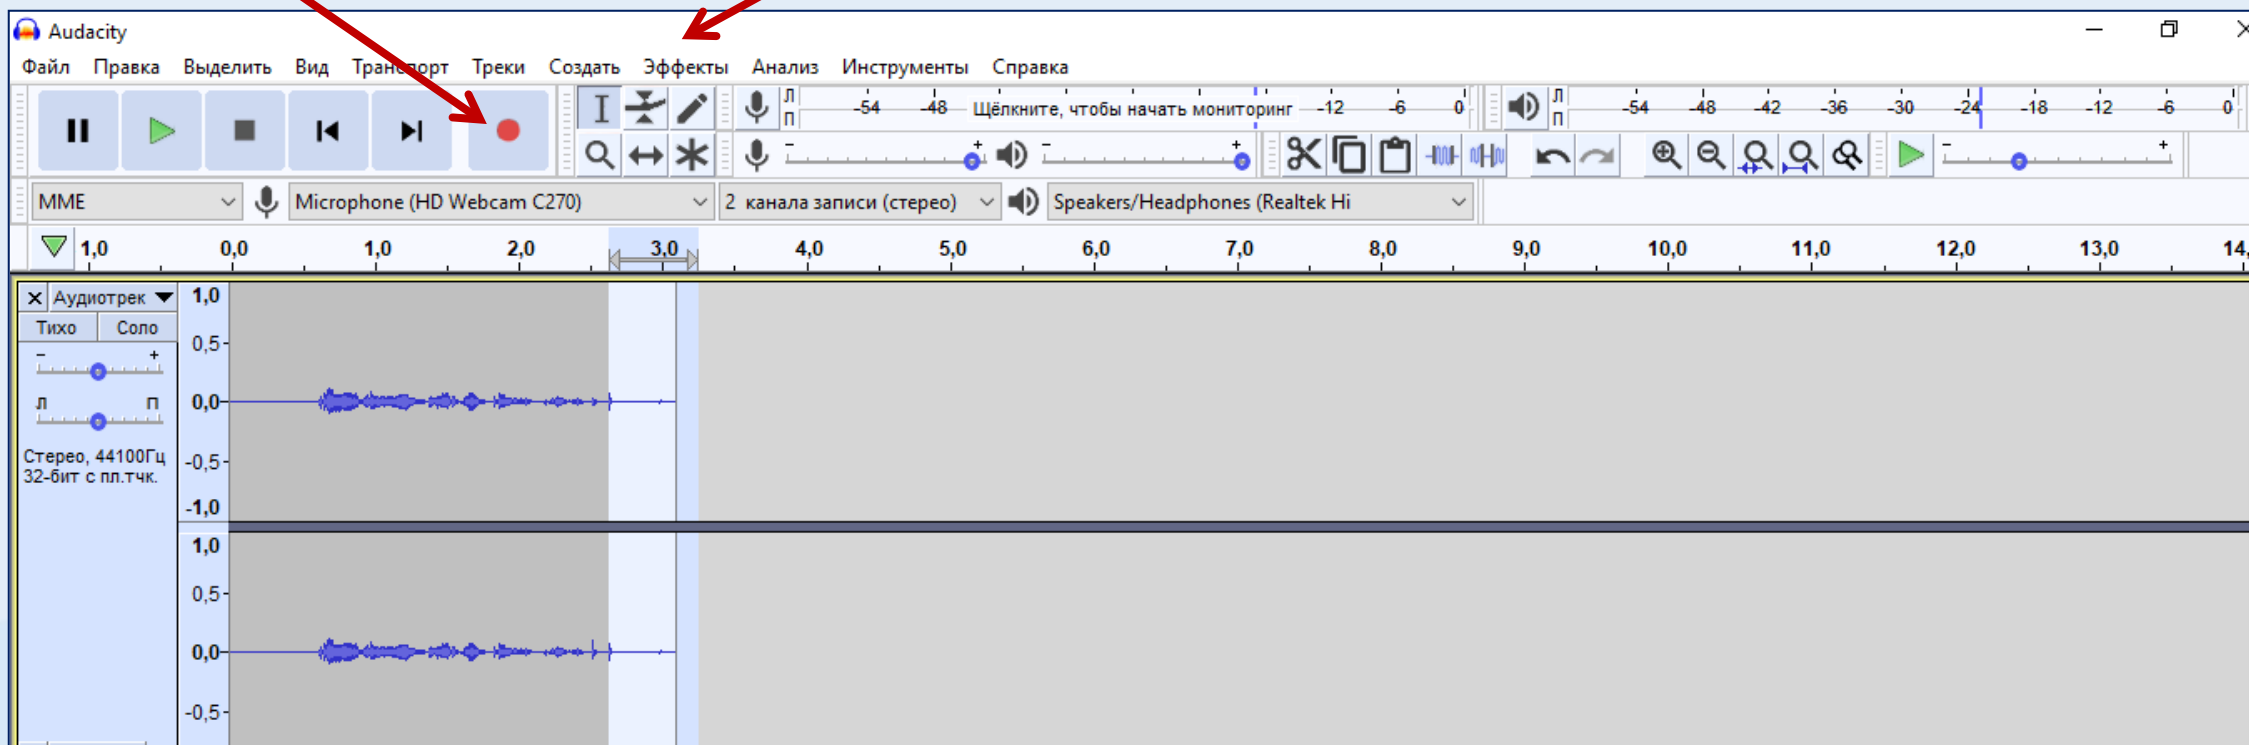 Audacity
Файл Правка Выделить Вид Транспорт Треки Создать Эффекты Анализ Инструменты Справка
Л П -54 -48 Щёлкните, чтобы начать мониторинг -12 -6 0 Л П -54 -48 -42 -36 -30 -24 -18 -12 -6 0
- + - + - +
MME Microphone (HD Webcam C270) 2 канала записи (стерео) Speakers/Headphones (Realtek Hi
1,0 0,0 1,0 2,0 3,0 4,0 5,0 6,0 7,0 8,0 9,0 10,0 11,0 12,0 13,0 14,
Аудиотрек 1,0
Тихо Соло
0,5
- +
Л П 0,0
Стерео, 44100Гц -0,5
32-бит с пл.тчк.
-1,0
1,0
0,5
0,0
-0,5